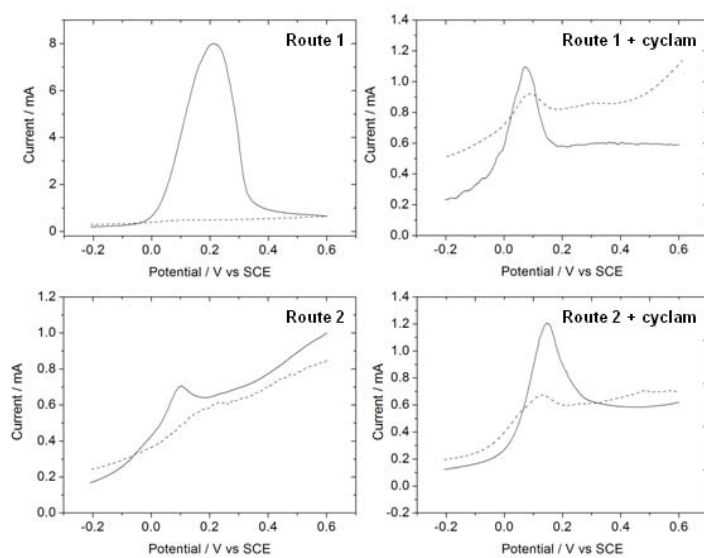 Route 1
Current / mA
8
6
4
2
0
0.0 0.2 0.4 0.6
Potential / V vs SCE
Route 1 + cyclam
Current / mA
1.4
1.2
1.0
0.8
0.6
0.4
0.2
0.0
-0.2 0.0 0.2 0.4 0.6
Potential / V vs SCE
Route 2
Current / mA
1.2
1.0
0.8
0.6
0.4
0.2
0.0
-0.2 0.0 0.2 0.4 0.6
Potential / V vs SCE
Route 2 + cyclam
Current / mA
1.4
1.2
1.0
0.8
0.6
0.4
0.2
0.0
-0.2
-0.2 0.0 0.2 0.4 0.6
Potential / V vs SCE